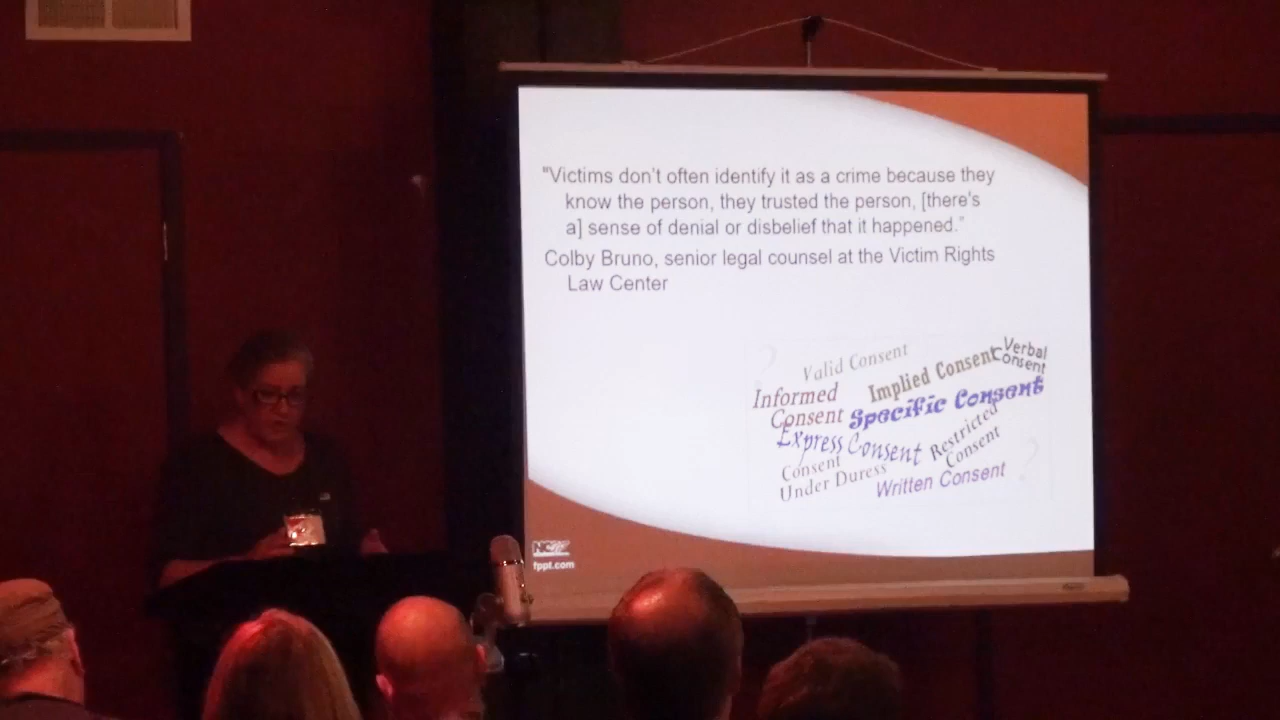 "Victims don't often identify it as a crime because they
know the person, they trusted the person, [there's
a] sense of denial or disbelief that it happened."
Colby Bruno, senior legal counsel at the Victim Rights
Law Center
Valid Consent
Implied Consent
Verbal
Consent
Informed
Consent
Specific Consent
Express Consent
Restricted
Consent
Consent
Under Duress
Written Consent
?
?
fppt.com